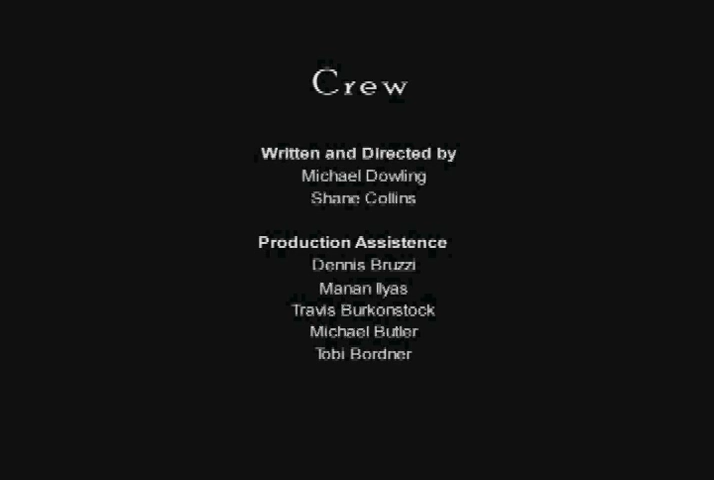 Crew
Written and Directed by
Michael Dowling
Shane Collins
Production Assistence
Dennis Bruzzi
Manan Ilyas
Travis Burkonstock
Michael Butler
Tobi Bordner